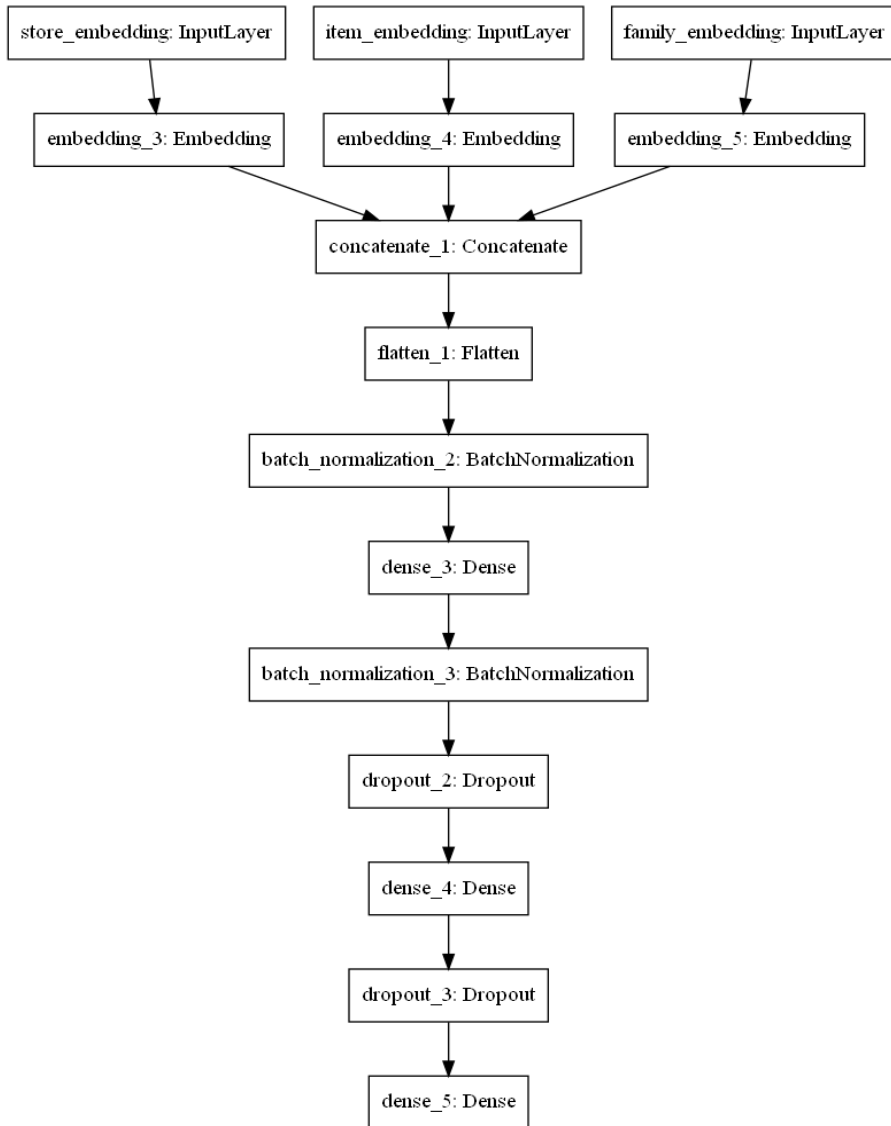 store_embedding: InputLayer
item_embedding: InputLayer
family_embedding: InputLayer
embedding_3: Embedding
embedding_4: Embedding
embedding_5: Embedding
concatenate_1: Concatenate
flatten_1: Flatten
batch_normalization_2: BatchNormalization
dense_3: Dense
batch_normalization_3: BatchNormalization
dropout_2: Dropout
dense_4: Dense
dropout_3: Dropout
dense_5: Dense